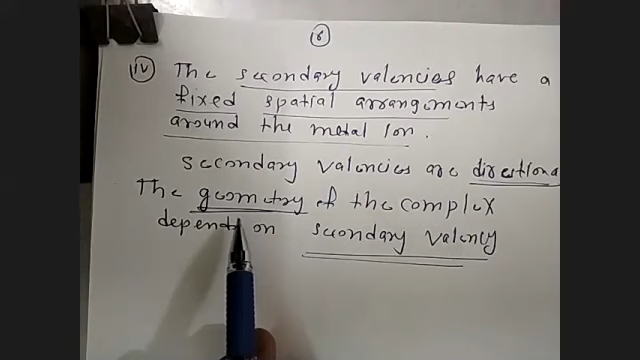 6
iv The secondary valencies have a
fixed spatial arrangements
around the metal ion.
secondary valencies are directiona
The geometry of the complex
depends on secondary valency